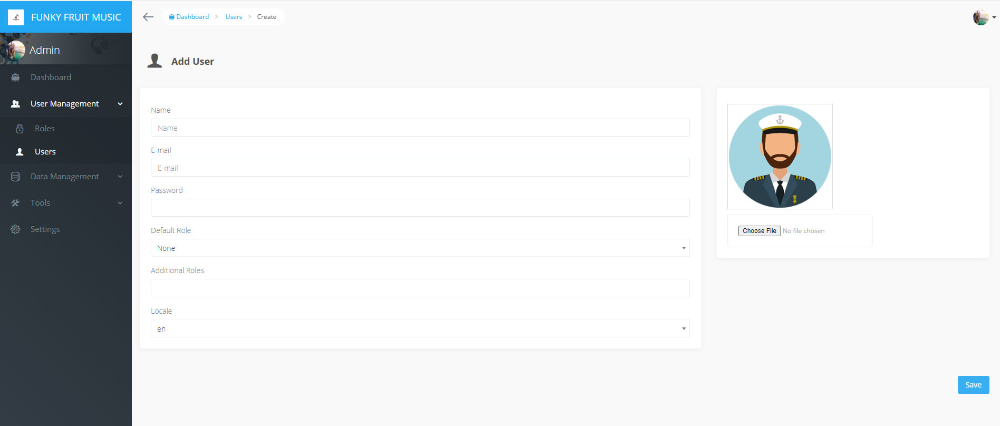 FUNKY FRUIT MUSIC
Dashboard
Users
Create
Admin
Dashboard
User Management
Roles
Users
Data Management
Tools
Settings
Add User
Name
Name
E-mail
E-mail
Password
Default Role
None
Additional Roles
Locale
en
Choose File No file chosen
Save